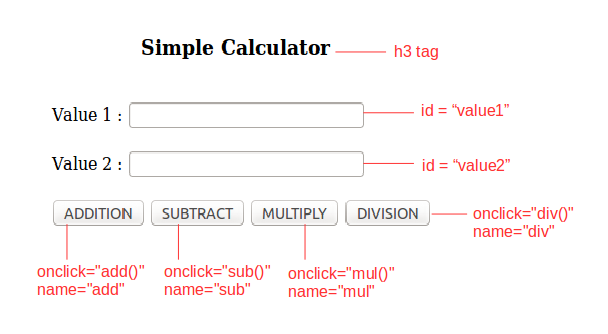 Simple Calculator h3 tag
Value 1 : id = “value1”
Value 2 : id = “value2”
ADDITION SUBTRACT MULTIPLY DIVISION
onclick="div()"
name="div"
onclick="add()"
name="add"
onclick="sub()"
name="sub"
onclick="mul()"
name="mul"